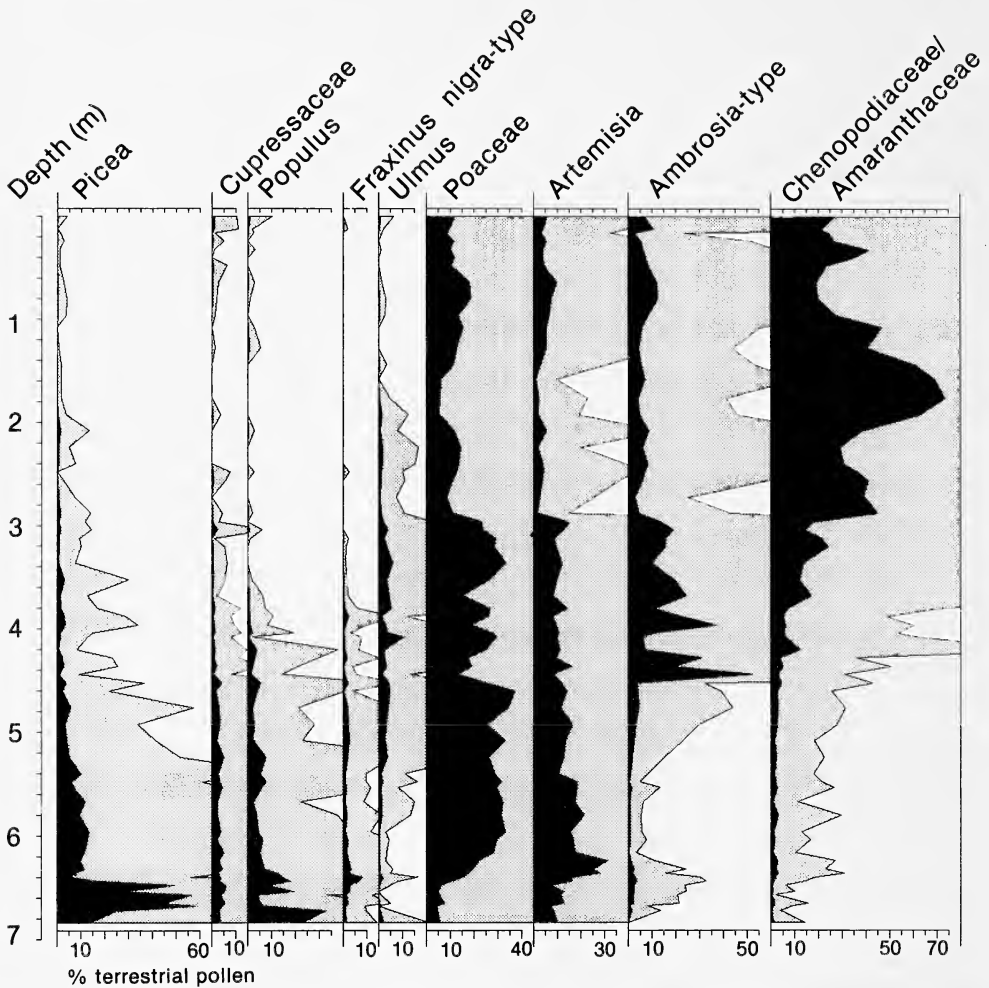 Depth (m)
Picea
Cupressaceae
Populus
Fraxinus nigra-type
Ulmus
Poaceae
Artemisia
Ambrosia-type
Chenopodiaceae/
Amaranthaceae
1
2
3
4
5
6
7
10 60 10 10 10 10 40 30 10 50 10 50 70
% terrestrial pollen